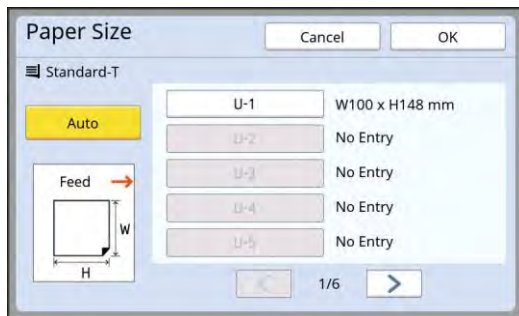 Paper Size
Cancel
OK
Standard-T
Auto
U-1 W100 x H148 mm
U-2 No Entry
U-3 No Entry
U-4 No Entry
U-5 No Entry
Feed
W
H
1/6